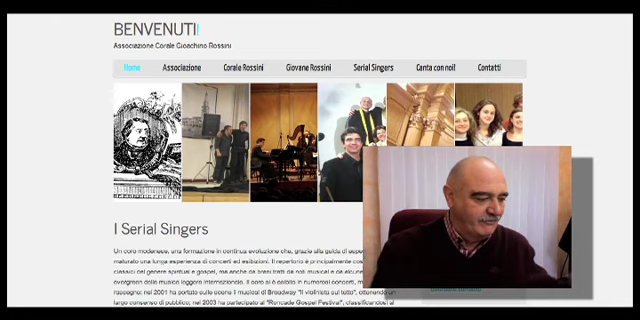 BENVENUTI!
Associazione Corale Gioachino Rossini
Home Associazione Corale Rossini Giovane Rossini Serial Singers Canta con noi! Contatti
I Serial Singers
Un coro modenese, una formazione in continua evoluzione che, grazie alla guida di esper
maturato una lunga esperienza di concerti ed esibizioni. Il repertorio è principalmente
classici del genere spiritual e gospel, ma anche da brani tratti da noti musical e da alcune
evergreen della musica leggera internazionale. Il coro si è esibito in numerosi concerti,
rassegne; nel 2001 ha portato sulle scene il musical di Broadway "Il violinista sul tetto", ottenendo un
largo consenso di pubblico; nel 2003 ha partecipato al "Roncade Gospel Festival", classificandosi al